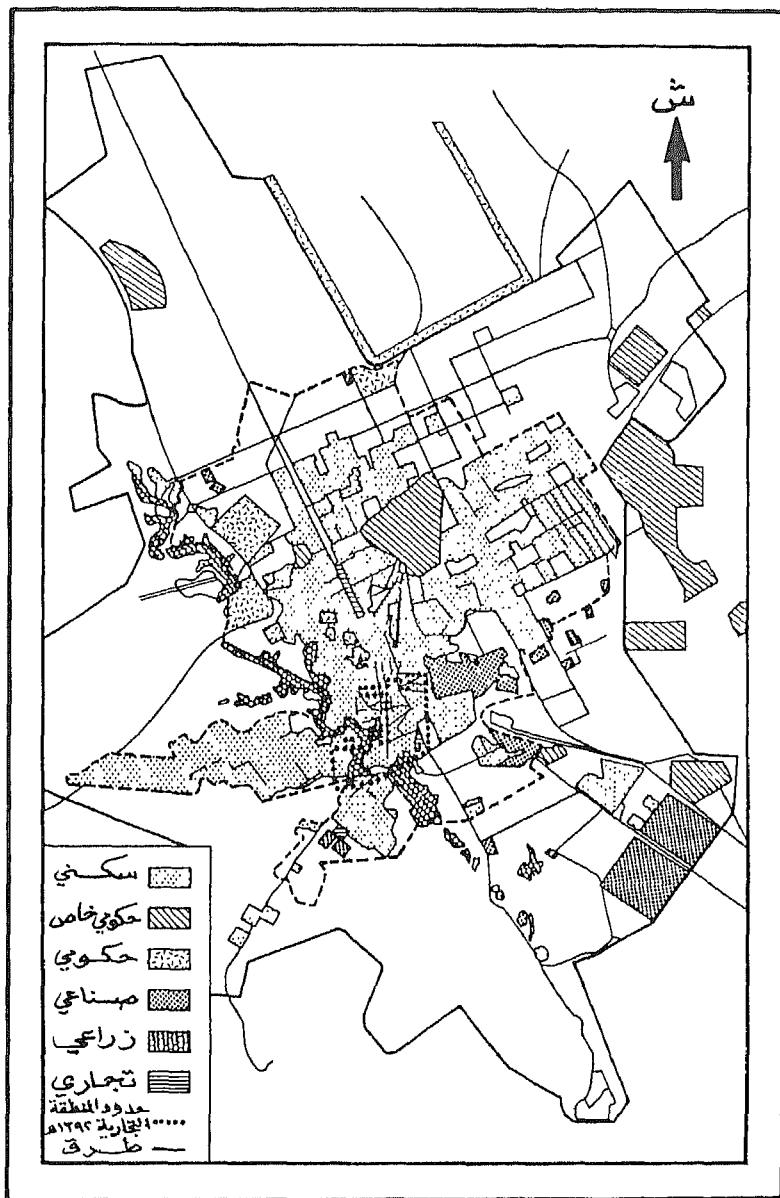 ش
سكني
حكومي خاص
حكومي
صناعي
زراعي
تجاري
حدود المنطقة
التجارية ١٣٩٢هـ
طرق